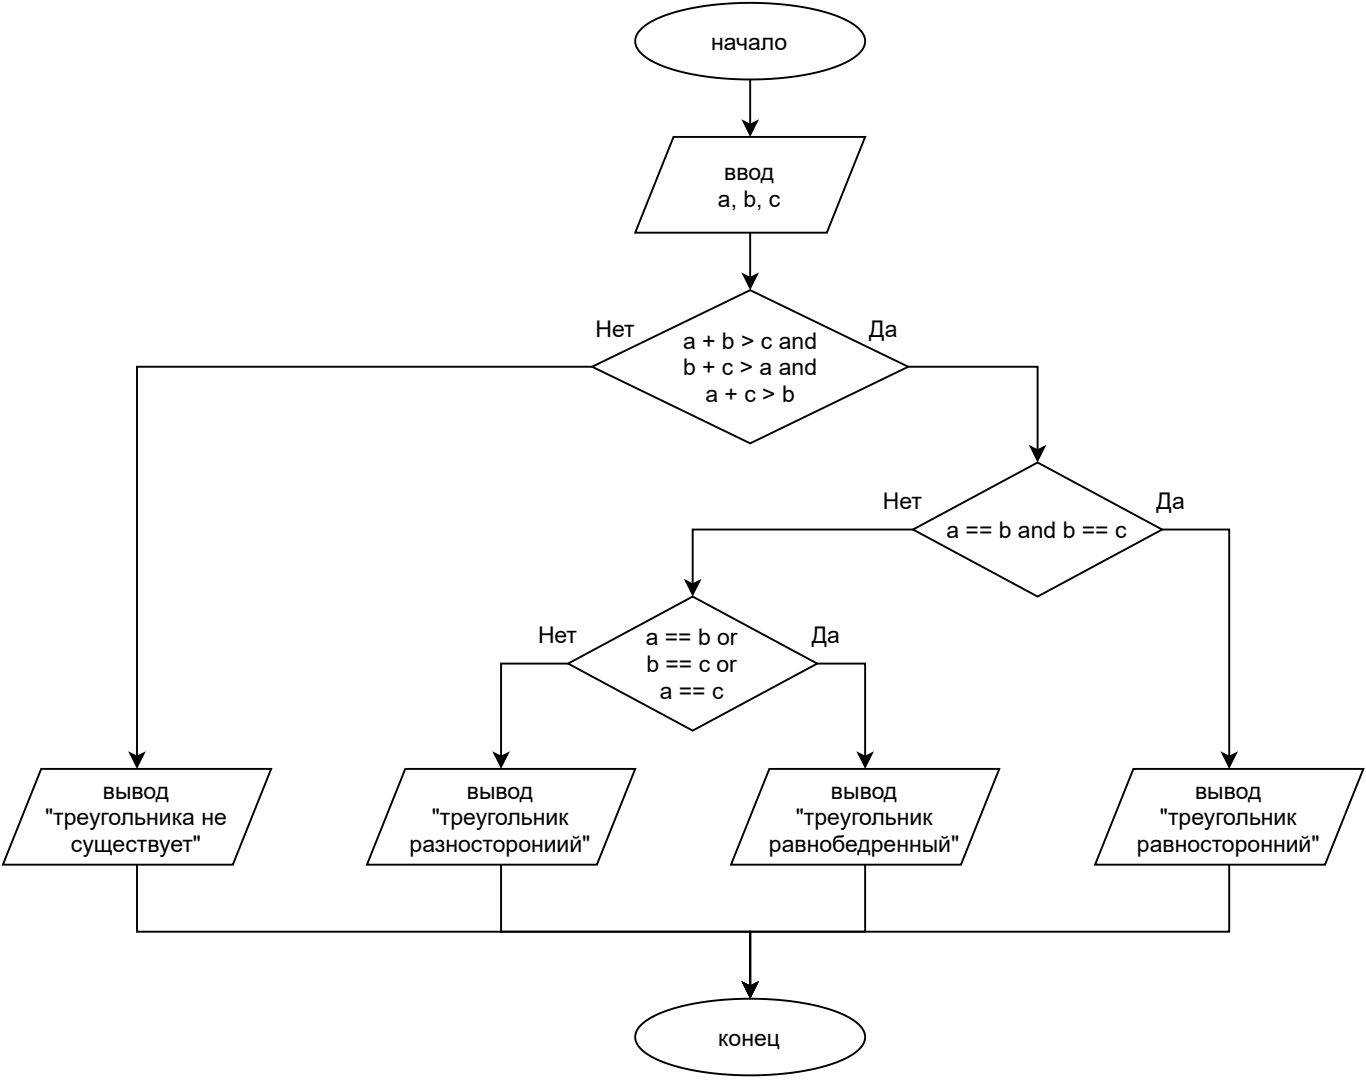 начало
ввод
a, b, c
Нет
Да
a + b > c and
b + c > a and
a + c > b
Нет
Да
a == b and b == c
Нет
Да
a == b or
b == c or
a == c
вывод
"треугольника не
существует"
вывод
"треугольник
разносторониий"
вывод
"треугольник
равнобедренный"
вывод
"треугольник
равносторонний"
конец